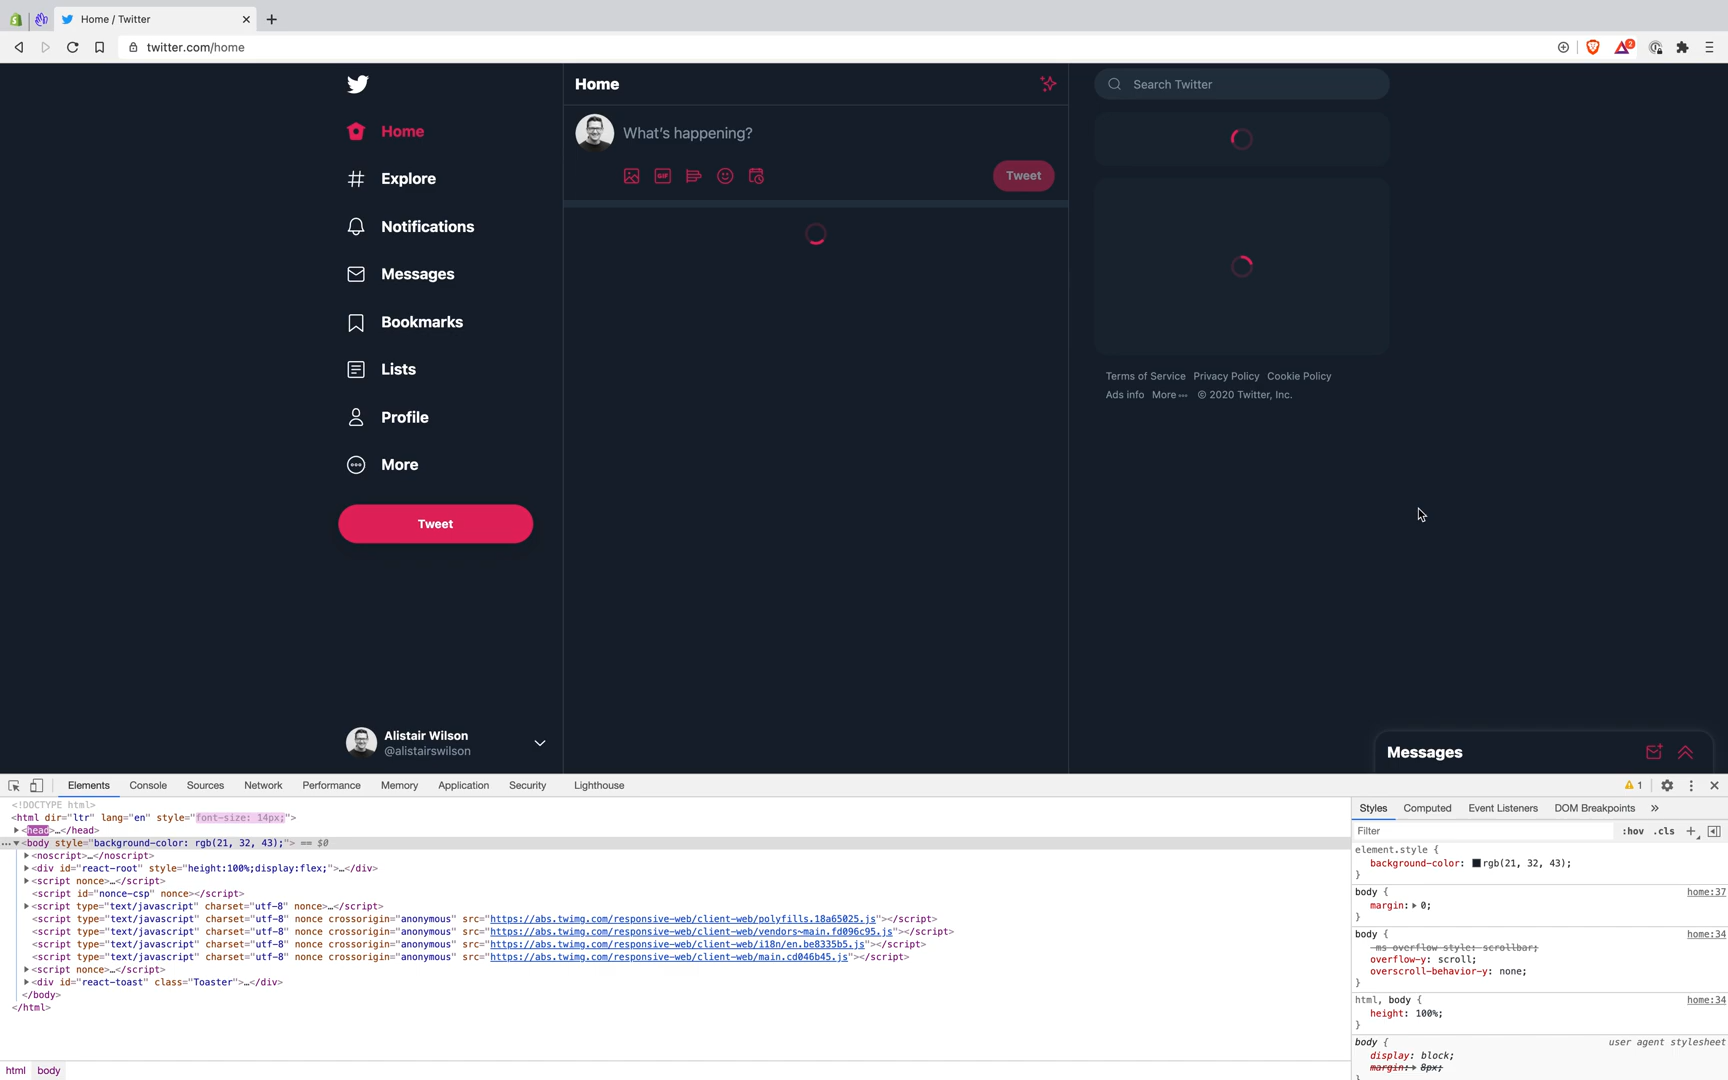 Home / Twitter
twitter.com/home
2
Home
Explore
Notifications
Messages
Bookmarks
Lists
Profile
More
Tweet
Alistair Wilson
@alistairswilson
Home
What's happening?
GIF
Tweet
Search Twitter
Terms of Service Privacy Policy Cookie Policy
Ads info More ••• © 2020 Twitter, Inc.
Messages
Elements Console Sources Network Performance Memory Application Security Lighthouse
1
<!DOCTYPE html>
<html dir="ltr" lang="en" style="font-size: 14px;">
▶<head>…</head>
…▼<body style="background-color: rgb(21, 32, 43);"> == $0
▶<noscript>…</noscript>
▶<div id="react-root" style="height:100%;display:flex;">…</div>
▶<script nonce>…</script>
<script id="nonce-csp" nonce></script>
▶<script type="text/javascript" charset="utf-8" nonce>…</script>
<script type="text/javascript" charset="utf-8" nonce crossorigin="anonymous" src="https://abs.twimg.com/responsive-web/client-web/polyfills.18a65025.js"></script>
<script type="text/javascript" charset="utf-8" nonce crossorigin="anonymous" src="https://abs.twimg.com/responsive-web/client-web/vendors~main.fd096c95.js"></script>
<script type="text/javascript" charset="utf-8" nonce crossorigin="anonymous" src="https://abs.twimg.com/responsive-web/client-web/i18n/en.be8335b5.js"></script>
<script type="text/javascript" charset="utf-8" nonce crossorigin="anonymous" src="https://abs.twimg.com/responsive-web/client-web/main.cd046b45.js"></script>
▶<script nonce>…</script>
▶<div id="react-toast" class="Toaster">…</div>
</body>
</html>
html body
Styles Computed Event Listeners DOM Breakpoints »
Filter :hov .cls +
element.style {
background-color: rgb(21, 32, 43);
}
body { home:37
margin:▶ 0;
}
body { home:34
-ms-overflow-style: scrollbar;
overflow-y: scroll;
overscroll-behavior-y: none;
}
html, body { home:34
height: 100%;
}
body { user agent stylesheet
display: block;
margin:▶ 8px;
}